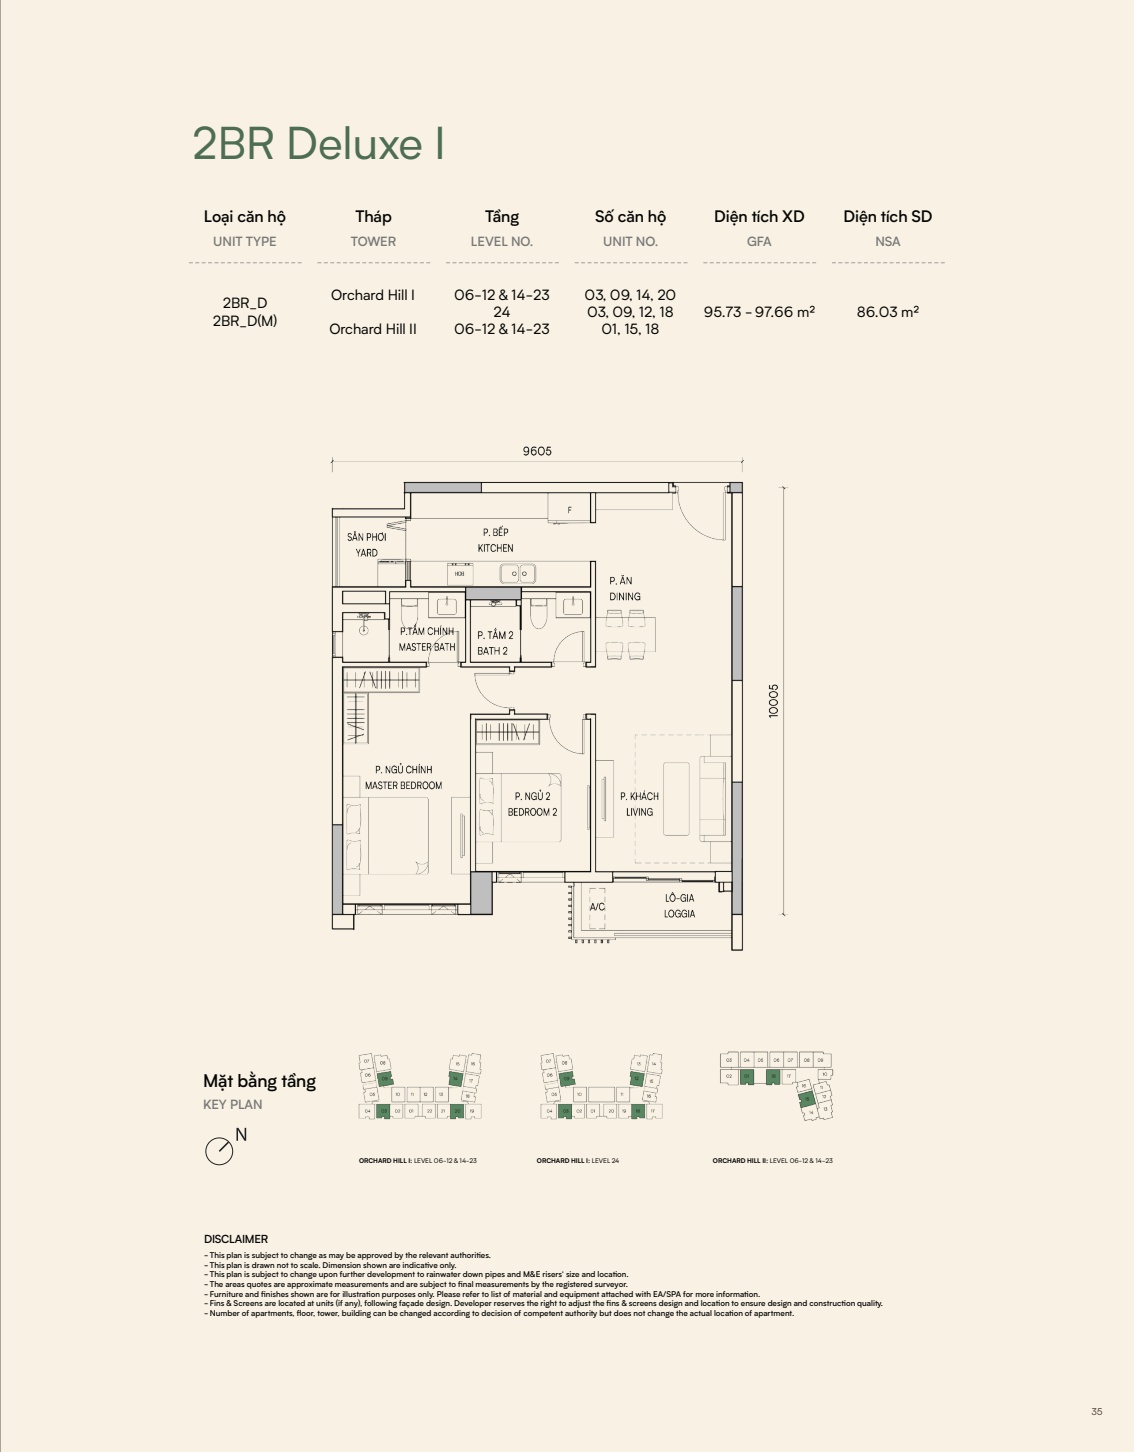 2BR Deluxe I
Loại căn hộ Tháp Tầng Số căn hộ Diện tích XD Diện tích SD
UNIT TYPE TOWER LEVEL NO. UNIT NO. GFA NSA
2BR_D
2BR_D(M)
Orchard Hill I 06-12 & 14-23 03, 09, 14, 20
24 03, 09, 12, 18
Orchard Hill II 06-12 & 14-23 01, 15, 18
95.73 - 97.66 m²
86.03 m²
9605
F
SÂN PHƠI
YARD
P. BẾP
KITCHEN
HOB
P. ĂN
DINING
P.TẮM CHÍNH
MASTER BATH
P. TẮM 2
BATH 2
10005
P. NGỦ CHÍNH
MASTER BEDROOM
P. NGỦ 2
BEDROOM 2
P. KHÁCH
LIVING
A/C
LÔ-GIA
LOGGIA
Mặt bằng tầng
KEY PLAN
N
ORCHARD HILL I: LEVEL 06-12 & 14-23
ORCHARD HILL I: LEVEL 24
ORCHARD HILL II: LEVEL 06-12 & 14-23
DISCLAIMER
- This plan is subject to change as may be approved by the relevant authorities.
- This plan is drawn not to scale. Dimension shown are indicative only.
- This plan is subject to change upon further development to rainwater down pipes and M&E risers' size and location.
- The areas quotes are approximate measurements and are subject to final measurements by the registered surveyor.
- Furniture and finishes shown are for illustration purposes only. Please refer to list of material and equipment attached with EA/SPA for more information.
- Fins & Screens are located at units (if any), following façade design. Developer reserves the right to adjust the fins & screens design and location to ensure design and construction quality.
- Number of apartments, floor, tower, building can be changed according to decision of competent authority but does not change the actual location of apartment.
35